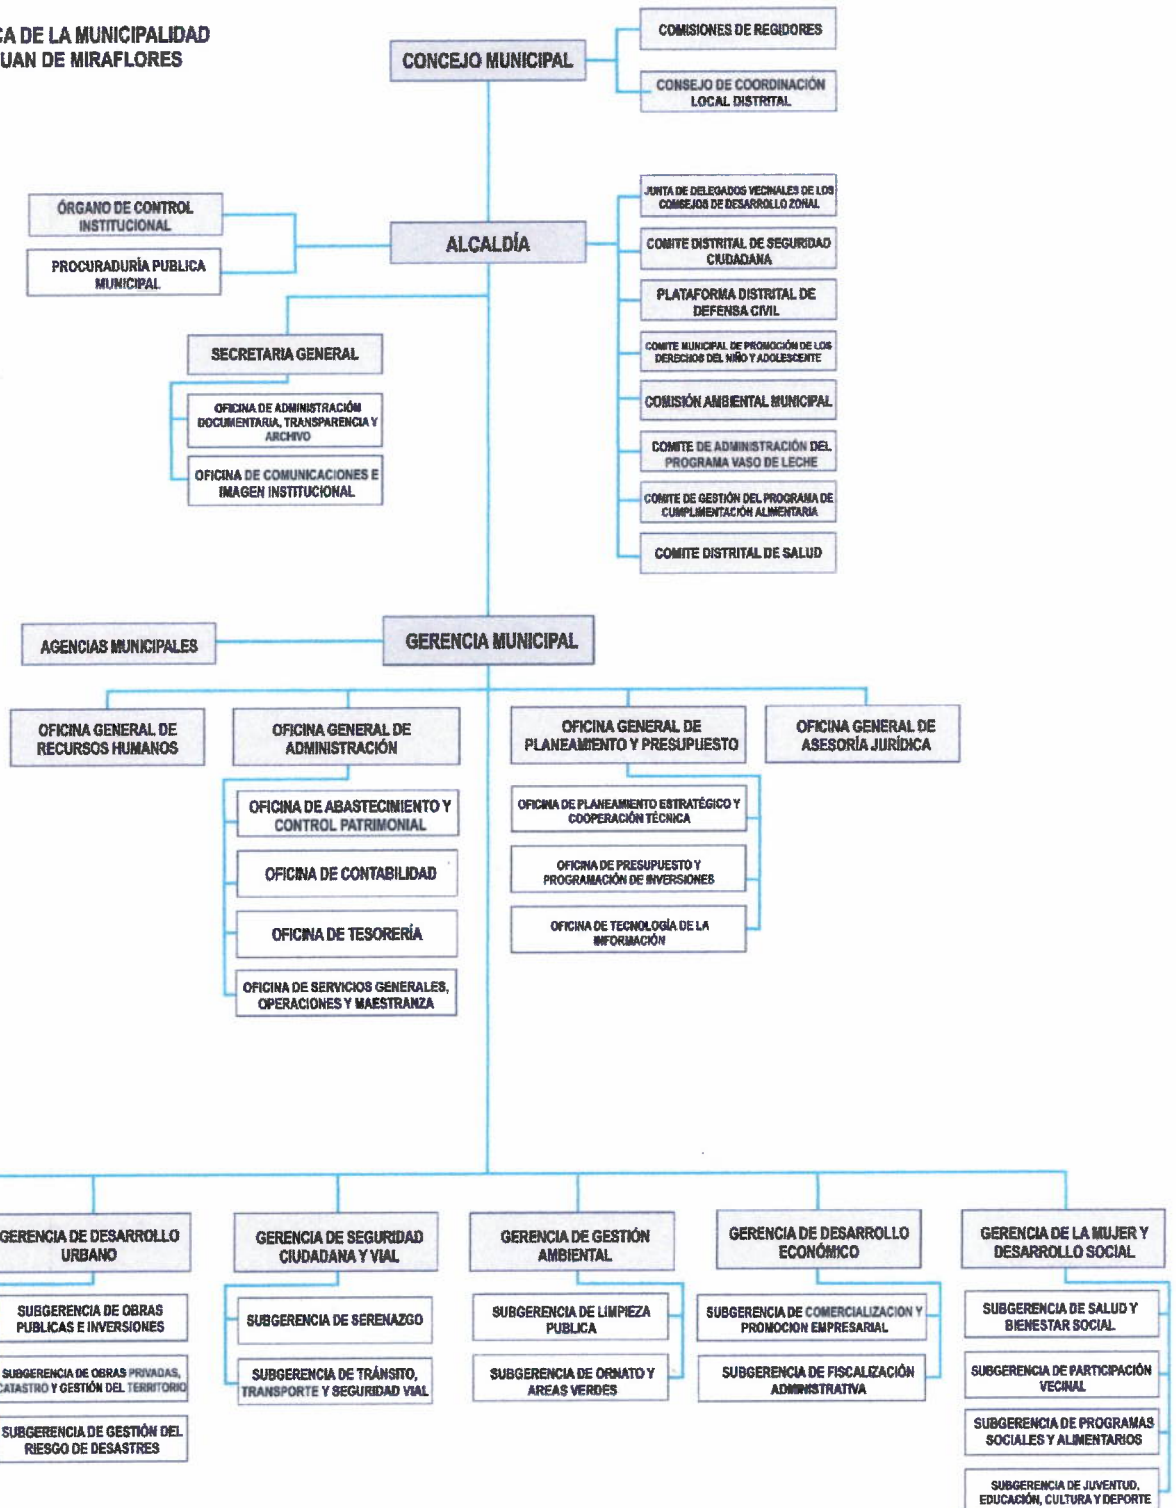 CA DE LA MUNICIPALIDAD
UAN DE MIRAFLORES
CONCEJO MUNICIPAL
COMISIONES DE REGIDORES
CONSEJO DE COORDINACIÓN
LOCAL DISTRITAL
ÓRGANO DE CONTROL
INSTITUCIONAL
PROCURADURÍA PUBLICA
MUNICIPAL
ALCALDÍA
JUNTA DE DELEGADOS VECINALES DE LOS
CONSEJOS DE DESARROLLO ZONAL
COMITE DISTRITAL DE SEGURIDAD
CIUDADANA
PLATAFORMA DISTRITAL DE
DEFENSA CIVIL
COMITE MUNICIPAL DE PROMOCIÓN DE LOS
DERECHOS DEL NIÑO Y ADOLESCENTE
COMISIÓN AMBIENTAL MUNICIPAL
COMITE DE ADMINISTRACIÓN DEL
PROGRAMA VASO DE LECHE
COMITE DE GESTIÓN DEL PROGRAMA DE
CUMPLIMENTACIÓN ALIMENTARIA
COMITE DISTRITAL DE SALUD
SECRETARIA GENERAL
OFICINA DE ADMINISTRACIÓN
DOCUMENTARIA, TRANSPARENCIA Y
ARCHIVO
OFICINA DE COMUNICACIONES E
IMAGEN INSTITUCIONAL
AGENCIAS MUNICIPALES
GERENCIA MUNICIPAL
OFICINA GENERAL DE
RECURSOS HUMANOS
OFICINA GENERAL DE
ADMINISTRACIÓN
OFICINA GENERAL DE
PLANEAMIENTO Y PRESUPUESTO
OFICINA GENERAL DE
ASESORÍA JURÍDICA
OFICINA DE ABASTECIMIENTO Y
CONTROL PATRIMONIAL
OFICINA DE CONTABILIDAD
OFICINA DE TESORERÍA
OFICINA DE SERVICIOS GENERALES,
OPERACIONES Y MAESTRANZA
OFICINA DE PLANEAMIENTO ESTRATÉGICO Y
COOPERACIÓN TÉCNICA
OFICINA DE PRESUPUESTO Y
PROGRAMACIÓN DE INVERSIONES
OFICINA DE TECNOLOGÍA DE LA
INFORMACIÓN
GERENCIA DE DESARROLLO
URBANO
SUBGERENCIA DE OBRAS
PUBLICAS E INVERSIONES
SUBGERENCIA DE OBRAS PRIVADAS,
CATASTRO Y GESTIÓN DEL TERRITORIO
SUBGERENCIA DE GESTIÓN DEL
RIESGO DE DESASTRES
GERENCIA DE SEGURIDAD
CIUDADANA Y VIAL
SUBGERENCIA DE SERENAZGO
SUBGERENCIA DE TRÁNSITO,
TRANSPORTE Y SEGURIDAD VIAL
GERENCIA DE GESTIÓN
AMBIENTAL
SUBGERENCIA DE LIMPIEZA
PUBLICA
SUBGERENCIA DE ORNATO Y
AREAS VERDES
GERENCIA DE DESARROLLO
ECONÓMICO
SUBGERENCIA DE COMERCIALIZACION Y
PROMOCION EMPRESARIAL
SUBGERENCIA DE FISCALIZACIÓN
ADMINISTRATIVA
GERENCIA DE LA MUJER Y
DESARROLLO SOCIAL
SUBGERENCIA DE SALUD Y
BIENESTAR SOCIAL
SUBGERENCIA DE PARTICIPACIÓN
VECINAL
SUBGERENCIA DE PROGRAMAS
SOCIALES Y ALIMENTARIOS
SUBGERENCIA DE JUVENTUD,
EDUCACIÓN, CULTURA Y DEPORTE